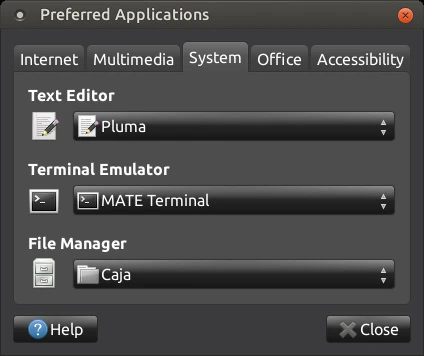 Preferred Applications
Internet Multimedia System Office Accessibility
Text Editor
Pluma
Terminal Emulator
MATE Terminal
File Manager
Caja
Help Close